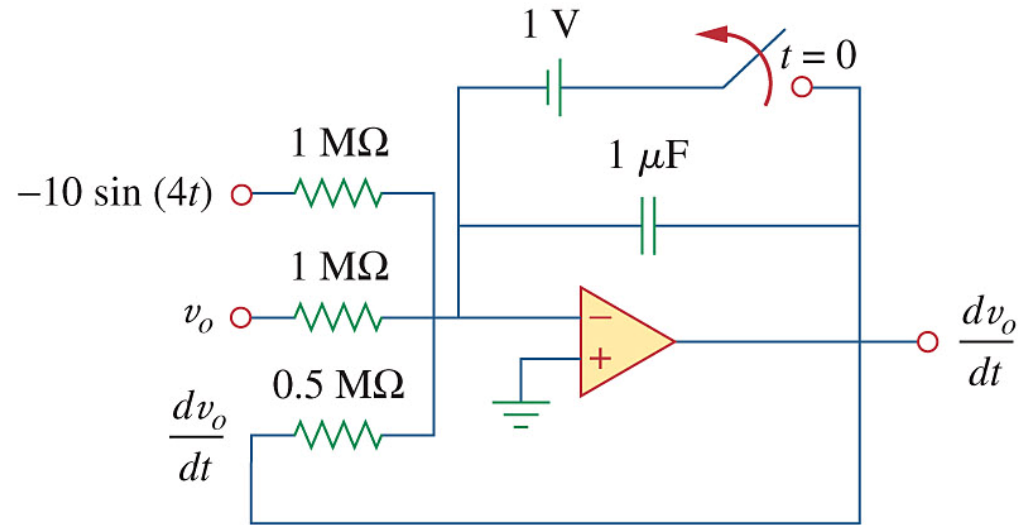 1 V
t = 0
1 MΩ
1 μF
−10 sin (4t)
1 MΩ
v_o
−
+
0.5 MΩ
dv_o
dt
dv_o
dt